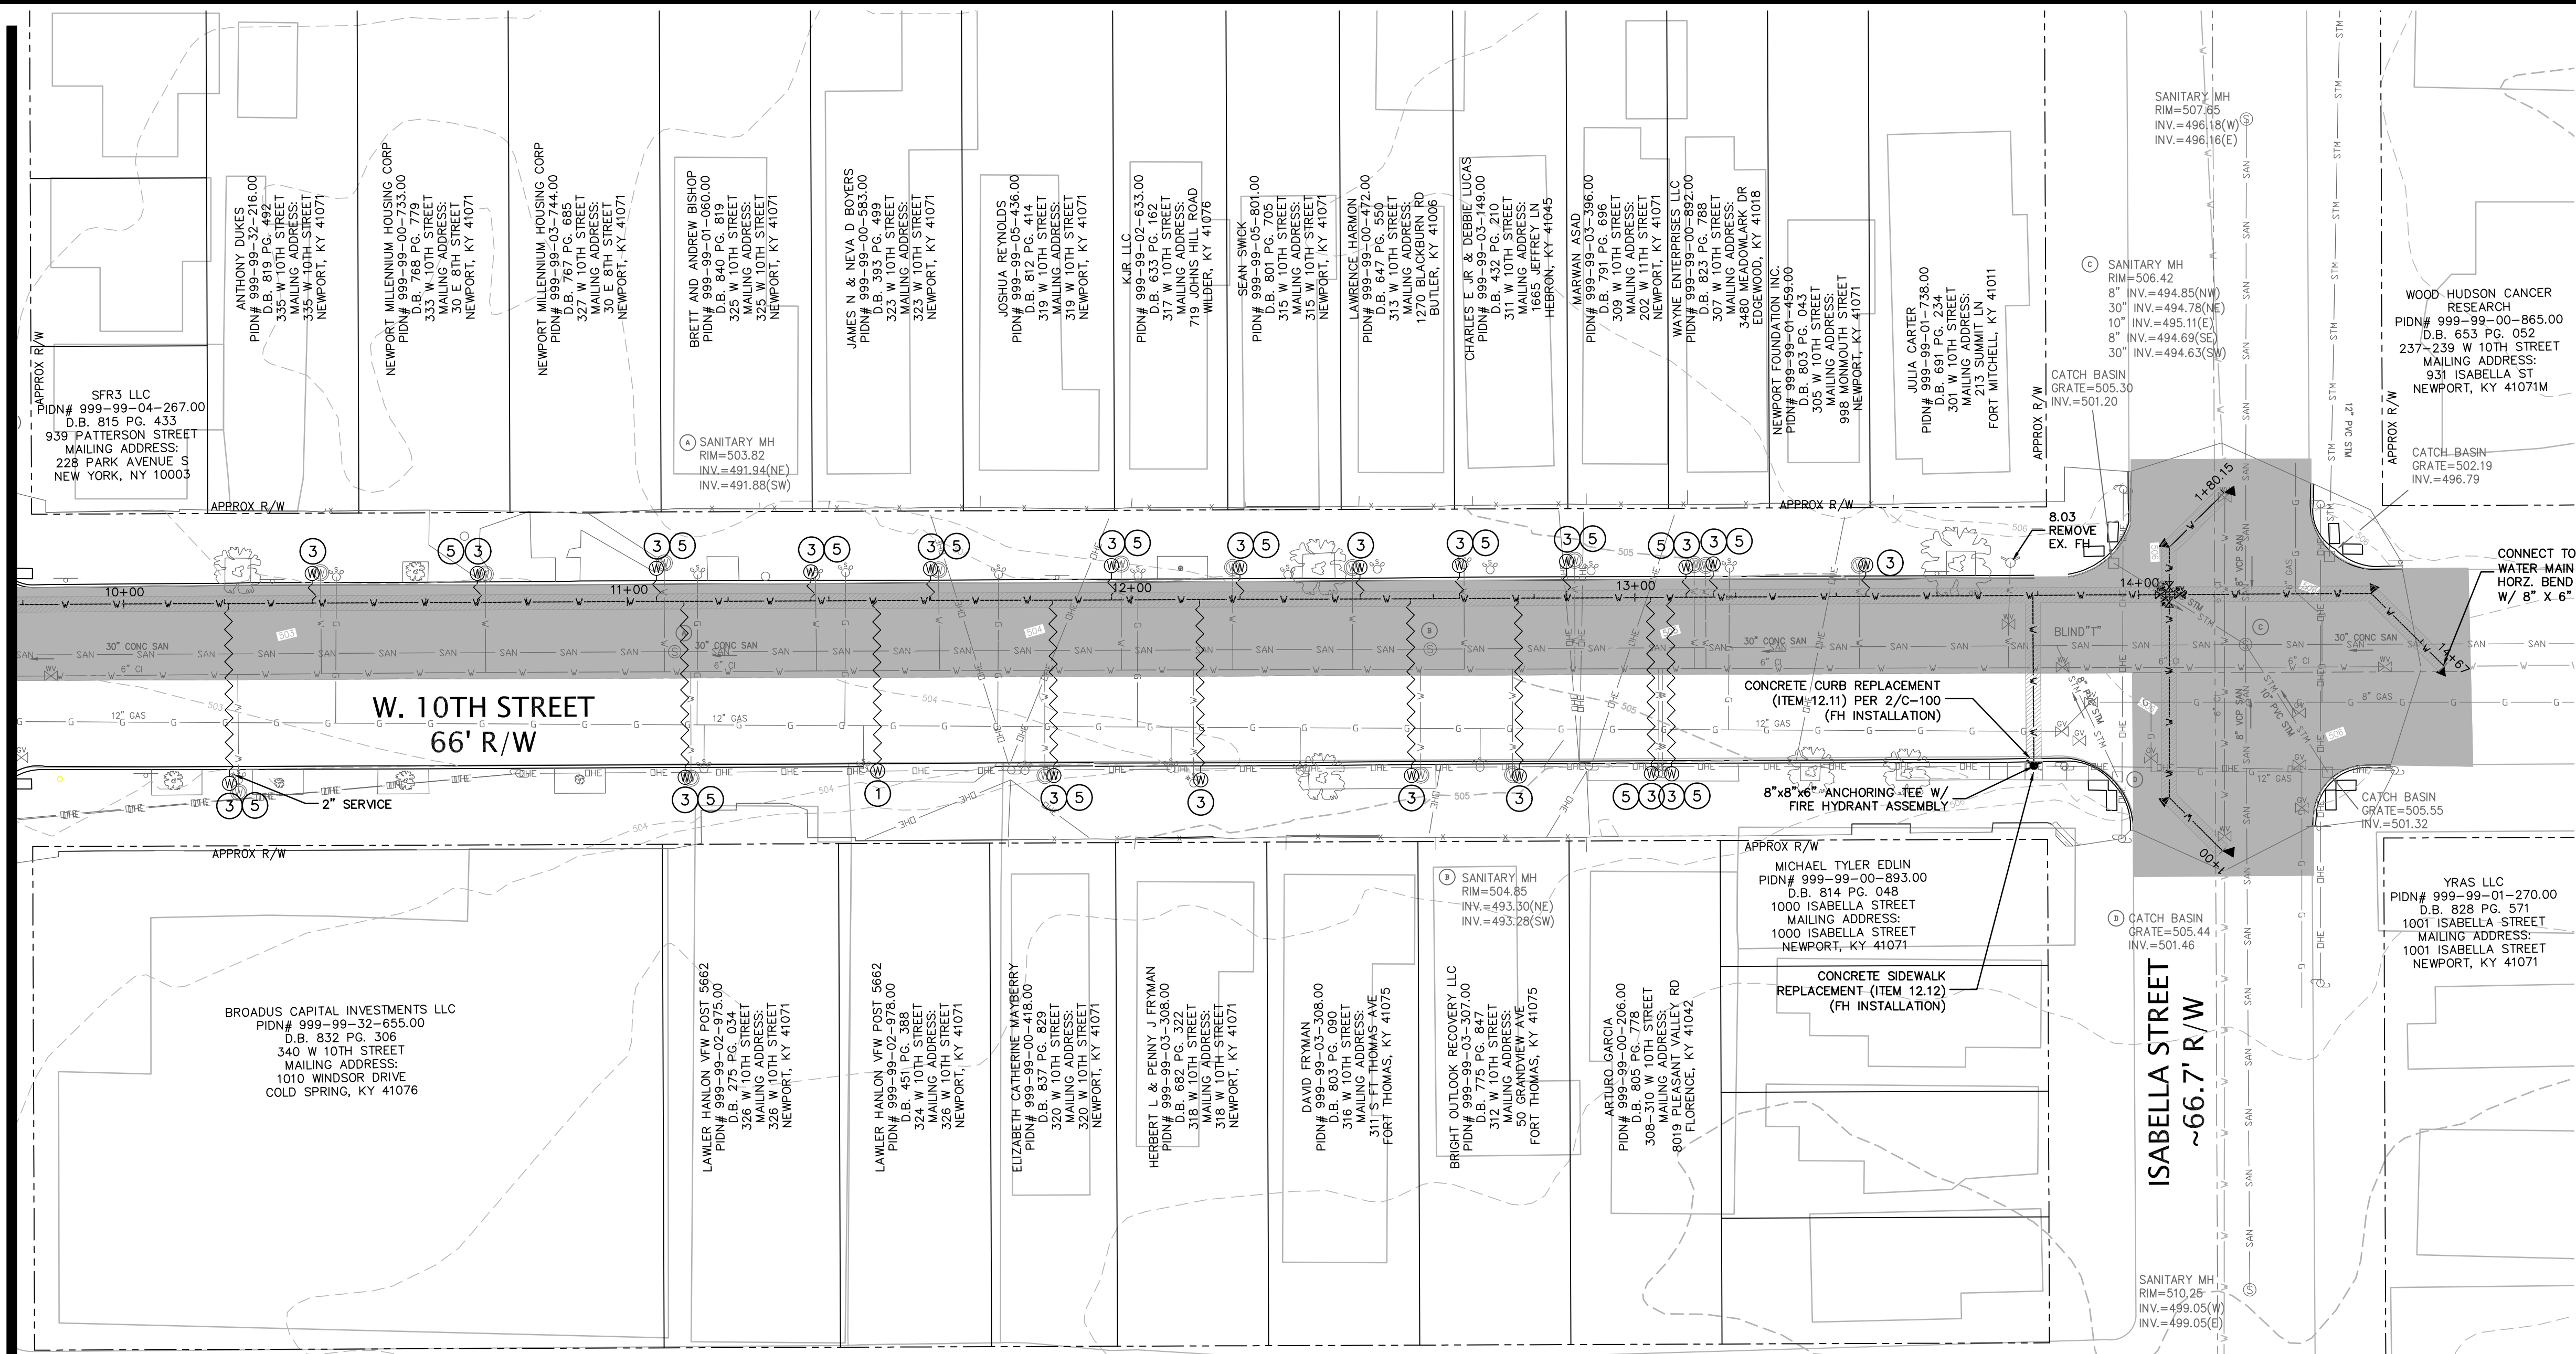 ANTHONY DUKES
PIDN# 999-99-32-216.00
D.B. 819 PG. 492
335 W 10TH STREET
MAILING ADDRESS:
335 W 10TH STREET
NEWPORT, KY 41071
NEWPORT MILLENNIUM HOUSING CORP
PIDN# 999-99-00-733.00
D.B. 768 PG. 779
333 W 10TH STREET
MAILING ADDRESS:
30 E 8TH STREET
NEWPORT, KY 41071
NEWPORT MILLENNIUM HOUSING CORP
PIDN# 999-99-03-744.00
D.B. 767 PG. 685
327 W 10TH STREET
MAILING ADDRESS:
30 E 8TH STREET
NEWPORT, KY 41071
BRETT AND ANDREW BISHOP
PIDN# 999-99-01-060.00
D.B. 840 PG. 819
325 W 10TH STREET
MAILING ADDRESS:
325 W 10TH STREET
NEWPORT, KY 41071
JAMES N & NEVA D BOYERS
PIDN# 999-99-00-583.00
D.B. 393 PG. 499
323 W 10TH STREET
MAILING ADDRESS:
323 W 10TH STREET
NEWPORT, KY 41071
JOSHUA REYNOLDS
PIDN# 999-99-05-436.00
D.B. 812 PG. 414
319 W 10TH STREET
MAILING ADDRESS:
319 W 10TH STREET
NEWPORT, KY 41071
KJR LLC
PIDN# 999-99-02-633.00
D.B. 633 PG. 162
317 W 10TH STREET
MAILING ADDRESS:
719 JOHNS HILL ROAD
WILDER, KY 41076
SEAN SWICK
PIDN# 999-99-05-801.00
D.B. 801 PG. 705
315 W 10TH STREET
MAILING ADDRESS:
315 W 10TH STREET
NEWPORT, KY 41071
LAWRENCE HARMON
PIDN# 999-99-00-472.00
D.B. 647 PG. 550
313 W 10TH STREET
MAILING ADDRESS:
1270 BLACKBURN RD
BUTLER, KY 41006
CHARLES E JR & DEBBIE LUCAS
PIDN# 999-99-03-149.00
D.B. 432 PG. 210
311 W 10TH STREET
MAILING ADDRESS:
1665 JEFFREY LN
HEBRON, KY 41045
MARWAN ASAD
PIDN# 999-99-03-396.00
D.B. 791 PG. 696
309 W 10TH STREET
MAILING ADDRESS:
202 W 11TH STREET
NEWPORT, KY 41071
WAYNE ENTERPRISES LLC
PIDN# 999-99-00-892.00
D.B. 823 PG. 788
307 W 10TH STREET
MAILING ADDRESS:
3480 MEADOWLARK DR
EDGEWOOD, KY 41018
NEWPORT FOUNDATION INC.
PIDN# 999-99-01-459.00
D.B. 803 PG. 043
305 W 10TH STREET
MAILING ADDRESS:
998 MONMOUTH STREET
NEWPORT, KY 41071
JULIA CARTER
PIDN# 999-99-01-738.00
D.B. 691 PG. 234
301 W 10TH STREET
MAILING ADDRESS:
213 SUMMIT LN
FORT MITCHELL, KY 41011
SFR3 LLC
PIDN# 999-99-04-267.00
D.B. 815 PG. 433
939 PATTERSON STREET
MAILING ADDRESS:
228 PARK AVENUE S
NEW YORK, NY 10003
APPROX R/W
APPROX R/W
APPROX R/W
APPROX R/W
APPROX R/W
A SANITARY MH
RIM=503.82
INV.=491.94(NE)
INV.=491.88(SW)
SANITARY MH
RIM=507.65
INV.=496.18(W)
INV.=496.16(E)
C SANITARY MH
RIM=506.42
8" INV.=494.85(NW)
30" INV.=494.78(NE)
10" INV.=495.11(E)
8" INV.=494.69(SE)
30" INV.=494.63(SW)
CATCH BASIN
GRATE=505.30
INV.=501.20
WOOD HUDSON CANCER
RESEARCH
PIDN# 999-99-00-865.00
D.B. 653 PG. 052
237-239 W 10TH STREET
MAILING ADDRESS:
931 ISABELLA ST
NEWPORT, KY 41071M
12" PVC STM
CATCH BASIN
GRATE=502.19
INV.=496.79
8.03
REMOVE
EX. FH
CONNECT TO
WATER MAIN
HORZ. BEND
W/ 8" X 6"
1+80.15
14+67
1+00
10+00
11+00
12+00
13+00
14+00
30" CONC SAN
30" CONC SAN
30" CONC SAN
30" CONC SAN
6" CI
6" CI
6" CI
BLIND"T"
W. 10TH STREET
66' R/W
12" GAS
12" GAS
12" GAS
8" GAS
12" GAS
CONCRETE CURB REPLACEMENT
(ITEM 12.11) PER 2/C-100
(FH INSTALLATION)
8"x8"x6" ANCHORING TEE W/
FIRE HYDRANT ASSEMBLY
2" SERVICE
CATCH BASIN
GRATE=505.55
INV.=501.32
APPROX R/W
APPROX R/W
BROADUS CAPITAL INVESTMENTS LLC
PIDN# 999-99-32-655.00
D.B. 832 PG. 306
340 W 10TH STREET
MAILING ADDRESS:
1010 WINDSOR DRIVE
COLD SPRING, KY 41076
LAWLER HANLON VFW POST 5662
PIDN# 999-99-02-975.00
D.B. 275 PG. 034
326 W 10TH STREET
MAILING ADDRESS:
326 W 10TH STREET
NEWPORT, KY 41071
LAWLER HANLON VFW POST 5662
PIDN# 999-99-02-978.00
D.B. 451 PG. 388
324 W 10TH STREET
MAILING ADDRESS:
326 W 10TH STREET
NEWPORT, KY 41071
ELIZABETH CATHERINE MAYBERRY
PIDN# 999-99-00-418.00
D.B. 837 PG. 829
320 W 10TH STREET
MAILING ADDRESS:
320 W 10TH STREET
NEWPORT, KY 41071
HERBERT L & PENNY J FRYMAN
PIDN# 999-99-03-308.00
D.B. 682 PG. 322
318 W 10TH STREET
MAILING ADDRESS:
318 W 10TH STREET
NEWPORT, KY 41071
DAVID FRYMAN
PIDN# 999-99-03-308.00
D.B. 803 PG. 090
316 W 10TH STREET
MAILING ADDRESS:
311 S FT THOMAS AVE
FORT THOMAS, KY 41075
B SANITARY MH
RIM=504.85
INV.=493.30(NE)
INV.=493.28(SW)
BRIGHT OUTLOOK RECOVERY LLC
PIDN# 999-99-03-307.00
D.B. 775 PG. 847
312 W 10TH STREET
MAILING ADDRESS:
50 GRANDVIEW AVE
FORT THOMAS, KY 41075
ARTURO GARCIA
PIDN# 999-99-00-206.00
D.B. 805 PG. 778
308-310 W 10TH STREET
MAILING ADDRESS:
8019 PLEASANT VALLEY RD
FLORENCE, KY 41042
MICHAEL TYLER EDLIN
PIDN# 999-99-00-893.00
D.B. 814 PG. 048
1000 ISABELLA STREET
MAILING ADDRESS:
1000 ISABELLA STREET
NEWPORT, KY 41071
CONCRETE SIDEWALK
REPLACEMENT (ITEM 12.12)
(FH INSTALLATION)
D CATCH BASIN
GRATE=505.44
INV.=501.46
ISABELLA STREET
~66.7' R/W
YRAS LLC
PIDN# 999-99-01-270.00
D.B. 828 PG. 571
1001 ISABELLA STREET
MAILING ADDRESS:
1001 ISABELLA STREET
NEWPORT, KY 41071
SANITARY MH
RIM=510.25
INV.=499.05(W)
INV.=499.05(E)